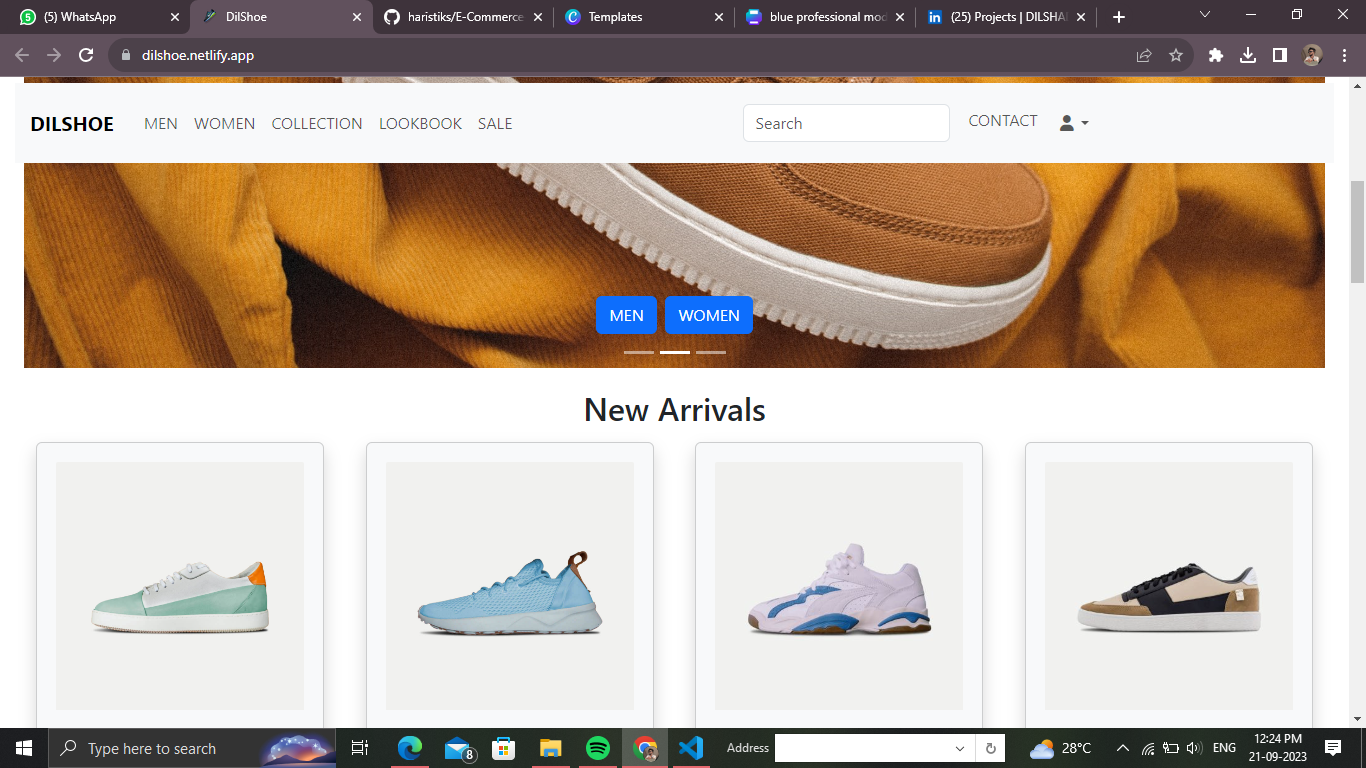 (5) WhatsApp
DilShoe
haristiks/E-Commerce
Templates
blue professional mod
(25) Projects | DILSHA
dilshoe.netlify.app
DILSHOE MEN WOMEN COLLECTION LOOKBOOK SALE Search CONTACT
MEN WOMEN
New Arrivals
Type here to search
8
Address
28°C
ENG
12:24 PM
21-09-2023